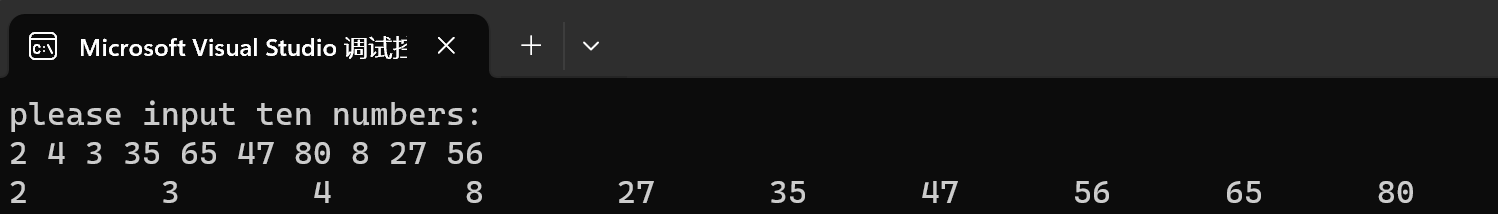 Microsoft Visual Studio 调试
please input ten numbers:
2 4 3 35 65 47 80 8 27 56
2 3 4 8 27 35 47 56 65 80